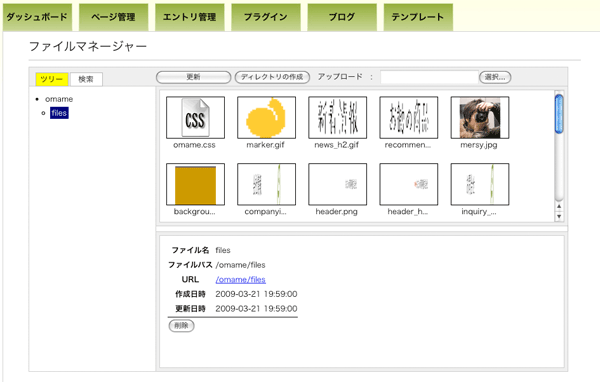 ダッシュボード ページ管理 エントリ管理 プラグイン ブログ テンプレート
ファイルマネージャー
ツリー 検索 更新 ディレクトリの作成 アップロード : 選択...
omame
files
CSS 新着情報
omame.css marker.gif news_h2.gif recommen... mersy.jpg
backgrou... companyi... header.png header_h... inquiry_...
ファイル名 files
ファイルパス /omame/files
URL /omame/files
作成日時 2009-03-21 19:59:00
更新日時 2009-03-21 19:59:00
削除